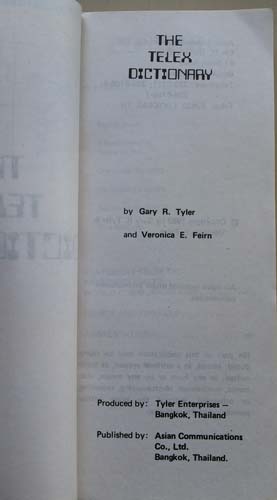 THE
TELEX
DICTIONARY
by Gary R. Tyler
and Veronica E. Feirn
Produced by: Tyler Enterprises —
Bangkok, Thailand
Published by: Asian Communications
Co., Ltd.
Bangkok, Thailand.